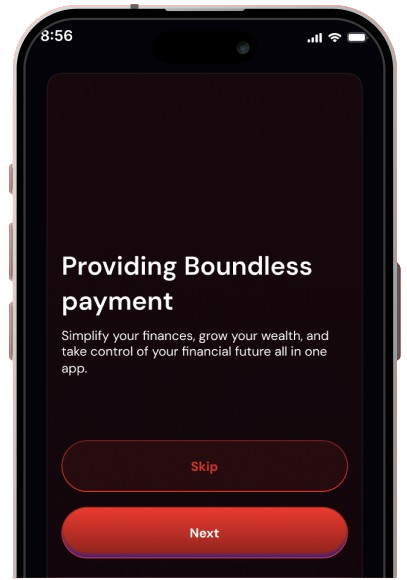 8:56
Providing Boundless
payment
Simplify your finances, grow your wealth, and
take control of your financial future all in one
app.
Skip
Next